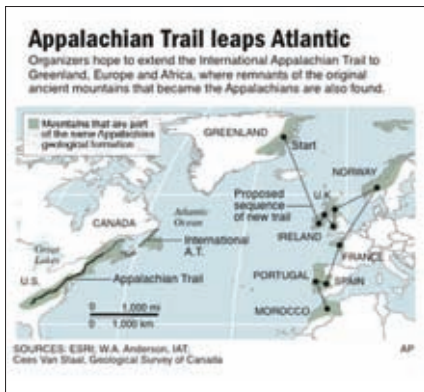 Appalachian Trail leaps Atlantic
Organizers hope to extend the International Appalachian Trail to
Greenland, Europe and Africa, where remnants of the original
ancient mountains that became the Appalachians are also found.
Mountains that are part
of the same Appalachian
geological formation
GREENLAND
Start
NORWAY
Proposed
sequence
of new trail
U.K.
CANADA
Atlantic
Ocean
IRELAND
Great
Lakes
International
A.T.
FRANCE
U.S.
Appalachian Trail
PORTUGAL
SPAIN
0 1,000 mi
0 1,000 km
MOROCCO
SOURCES: ESRI; W.A. Anderson, IAT;
Cees Van Staal, Geological Survey of Canada
AP